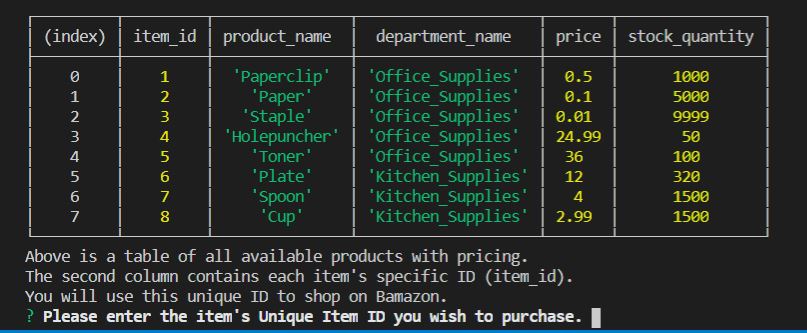 (index) item_id product_name department_name price stock_quantity
0 1 'Paperclip' 'Office_Supplies' 0.5 1000
1 2 'Paper' 'Office_Supplies' 0.1 5000
2 3 'Staple' 'Office_Supplies' 0.01 9999
3 4 'Holepuncher' 'Office_Supplies' 24.99 50
4 5 'Toner' 'Office_Supplies' 36 100
5 6 'Plate' 'Kitchen_Supplies' 12 320
6 7 'Spoon' 'Kitchen_Supplies' 4 1500
7 8 'Cup' 'Kitchen_Supplies' 2.99 1500
Above is a table of all available products with pricing.
The second column contains each item's specific ID (item_id).
You will use this unique ID to shop on Bamazon.
? Please enter the item's Unique Item ID you wish to purchase.